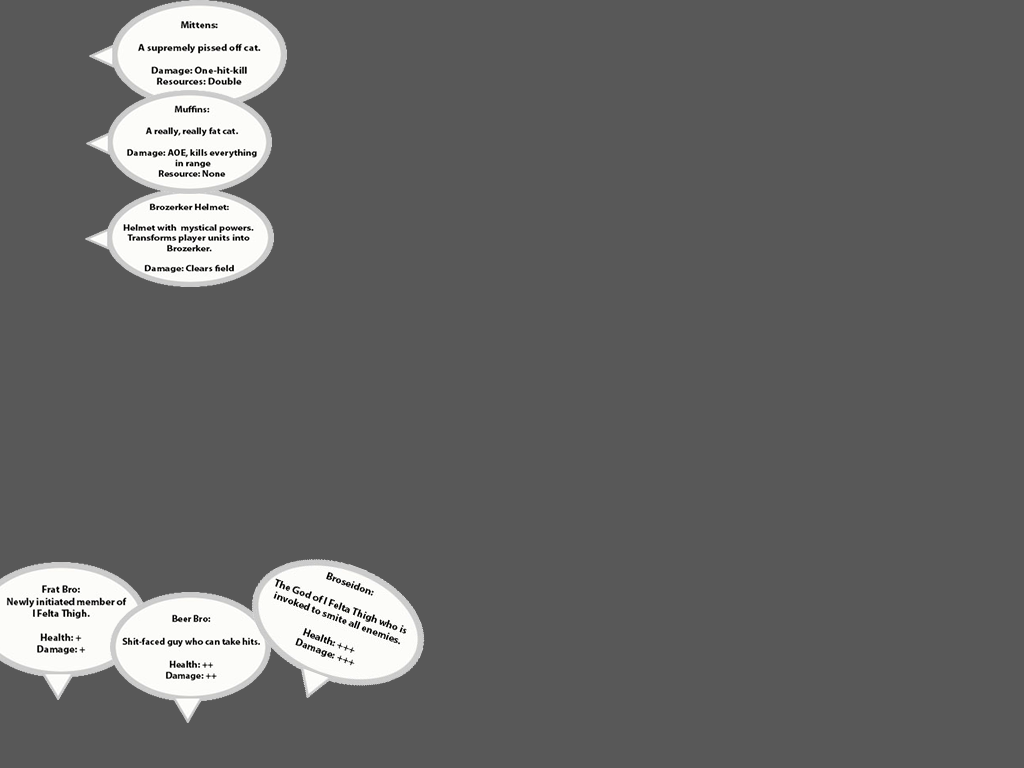 Mittens:
A supremely pissed off cat.
Damage: One-hit-kill
Resources: Double
Muffins:
A really, really fat cat.
Damage: AOE, kills everything
in range
Resource: None
Brozerker Helmet:
Helmet with mystical powers.
Transforms player units into
Brozerker.
Damage: Clears field
Frat Bro:
Newly initiated member of
I Felta Thigh.
Health: +
Damage: +
Beer Bro:
Shit-faced guy who can take hits.
Health: ++
Damage: ++
Broseidon:
The God of I Felta Thigh who is
invoked to smite all enemies.
Health: +++
Damage: +++